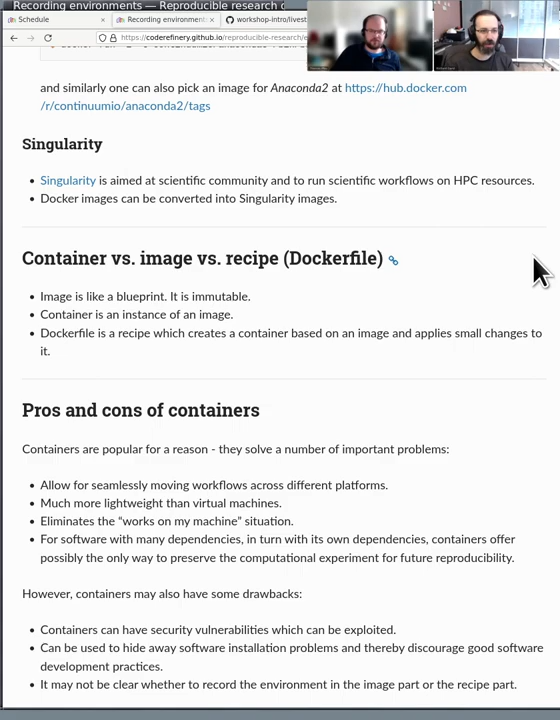 Recording environments — Reproducible research
Schedule
Recording environment
workshop-intro/livest
https://coderefinery.github.io/reproducible-research/e
and similarly one can also pick an image for Anaconda2 at https://hub.docker.com
/r/continuumio/anaconda2/tags
Singularity
Singularity is aimed at scientific community and to run scientific workflows on HPC resources.
Docker images can be converted into Singularity images.
Container vs. image vs. recipe (Dockerfile)
Image is like a blueprint. It is immutable.
Container is an instance of an image.
Dockerfile is a recipe which creates a container based on an image and applies small changes to
it.
Pros and cons of containers
Containers are popular for a reason - they solve a number of important problems:
Allow for seamlessly moving workflows across different platforms.
Much more lightweight than virtual machines.
Eliminates the “works on my machine” situation.
For software with many dependencies, in turn with its own dependencies, containers offer
possibly the only way to preserve the computational experiment for future reproducibility.
However, containers may also have some drawbacks:
Containers can have security vulnerabilities which can be exploited.
Can be used to hide away software installation problems and thereby discourage good software
development practices.
It may not be clear whether to record the environment in the image part or the recipe part.